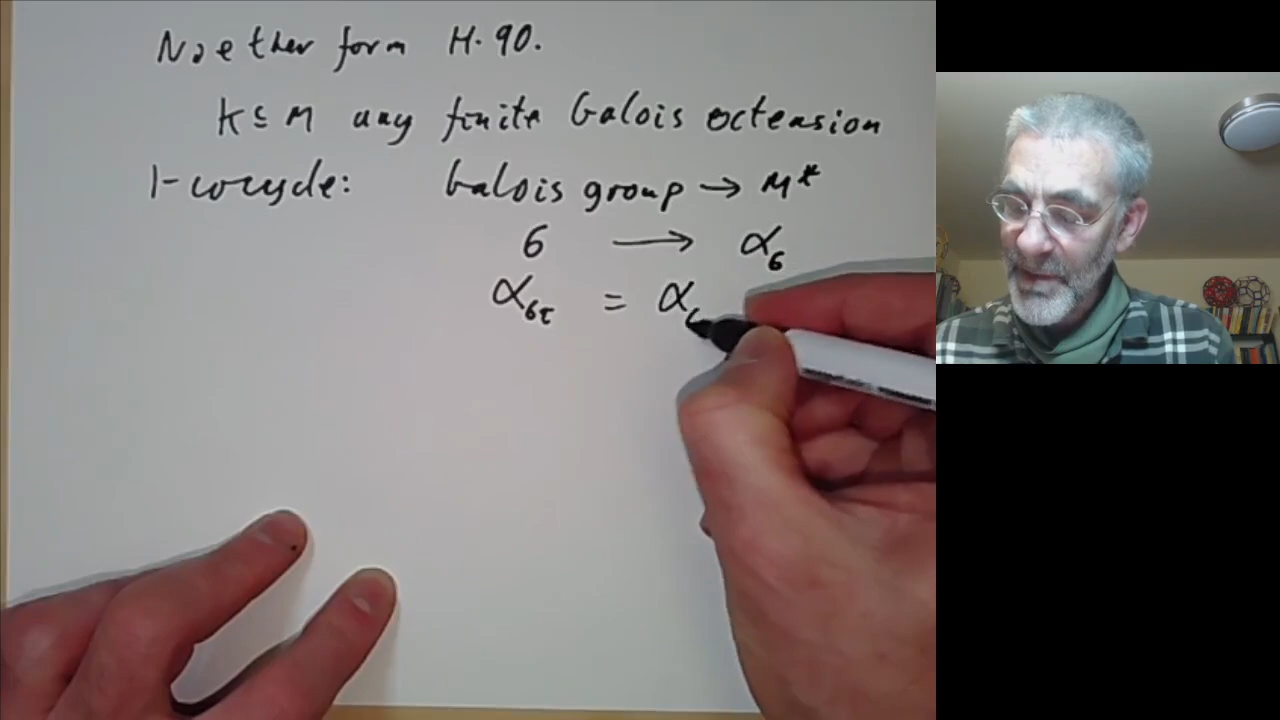 Noether form H. 90.
K ⊆ M any finite Galois extension
1-cocycle: Galois group → M*
σ → α_σ
α_στ = α